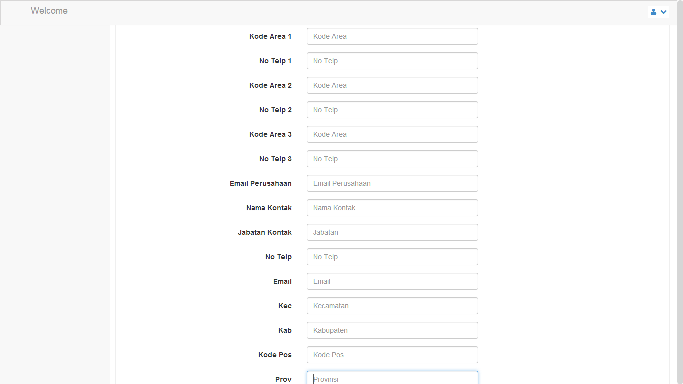 Welcome
Kode Area 1 Kode Area
No Telp 1 No Telp
Kode Area 2 Kode Area
No Telp 2 No Telp
Kode Area 3 Kode Area
No Telp 3 No Telp
Email Perusahaan Email Perusahaan
Nama Kontak Nama Kontak
Jabatan Kontak Jabatan
No Telp No Telp
Email Email
Kec Kecamatan
Kab Kabupaten
Kode Pos Kode Pos
Prov Provinsi